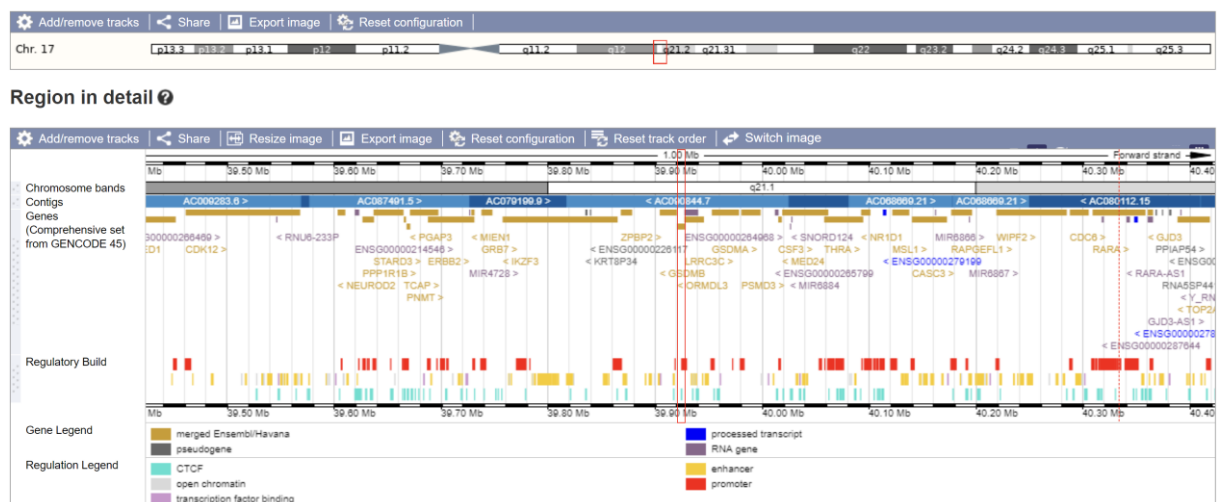 Add/remove tracks Share Export image Reset configuration
Chr. 17 p13.3 p13.2 p13.1 p12 p11.2 q11.2 q12 q21.2 q21.31 q22 q23.2 q24.2 q24.3 q25.1 q25.3
Region in detail
Add/remove tracks Share Resize image Export image Reset configuration Reset track order Switch image
1.00 Mb Forward strand
Mb 39.50 Mb 39.60 Mb 39.70 Mb 39.80 Mb 39.90 Mb 40.00 Mb 40.10 Mb 40.20 Mb 40.30 Mb 40.40
Chromosome bands q21.1
Contigs AC009283.6 > AC087491.5 > AC079199.9 > < AC090844.7 AC068669.21 > AC068669.21 > < AC080112.15
Genes
(Comprehensive set
from GENCODE 45)
G00000266469 > < RNU6-233P > PGAP3 < MIEN1 ZPBP2 > ENSG00000264968 > < SNORD124 < NR1D1 MIR6866 > WIPF2 > CDC6 > < GJD3
ED1 CDK12 > ENSG00000214546 > GRB7 > < ENSG00000226117 GSDMA > CSF3 > THRA > MSL1 > RAPGEFL1 > RARA > PPIAP54 >
STARD3 > ERBB2 > < IKZF3 < KRT8P34 LRRC3C > < MED24 < ENSG00000279199 < ENSG00
PPP1R1B > MIR4728 > < GSDMB < ENSG00000265799 CASC3 > MIR6867 > < RARA-AS1
< NEUROD2 TCAP > < ORMDL3 PSMD3 > < MIR6884 RNA5SP44
PNMT > < Y_RN
< TOP2A
GJD3-AS1 >
< ENSG00000278
< ENSG00000287644
Regulatory Build
Mb 39.50 Mb 39.60 Mb 39.70 Mb 39.80 Mb 39.90 Mb 40.00 Mb 40.10 Mb 40.20 Mb 40.30 Mb 40.40
Gene Legend merged Ensembl/Havana processed transcript
pseudogene RNA gene
Regulation Legend CTCF enhancer
open chromatin promoter
transcription factor binding